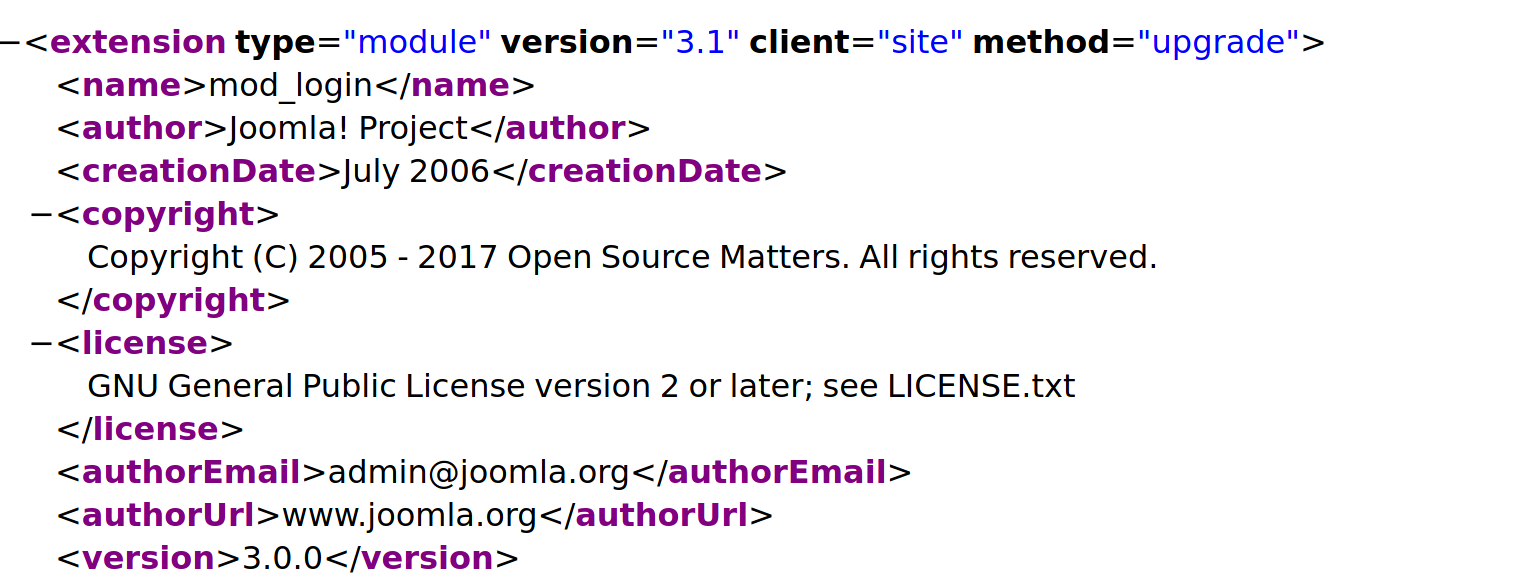 −<extension type="module" version="3.1" client="site" method="upgrade">
<name>mod_login</name>
<author>Joomla! Project</author>
<creationDate>July 2006</creationDate>
−<copyright>
Copyright (C) 2005 - 2017 Open Source Matters. All rights reserved.
</copyright>
−<license>
GNU General Public License version 2 or later; see LICENSE.txt
</license>
<authorEmail>admin@joomla.org</authorEmail>
<authorUrl>www.joomla.org</authorUrl>
<version>3.0.0</version>